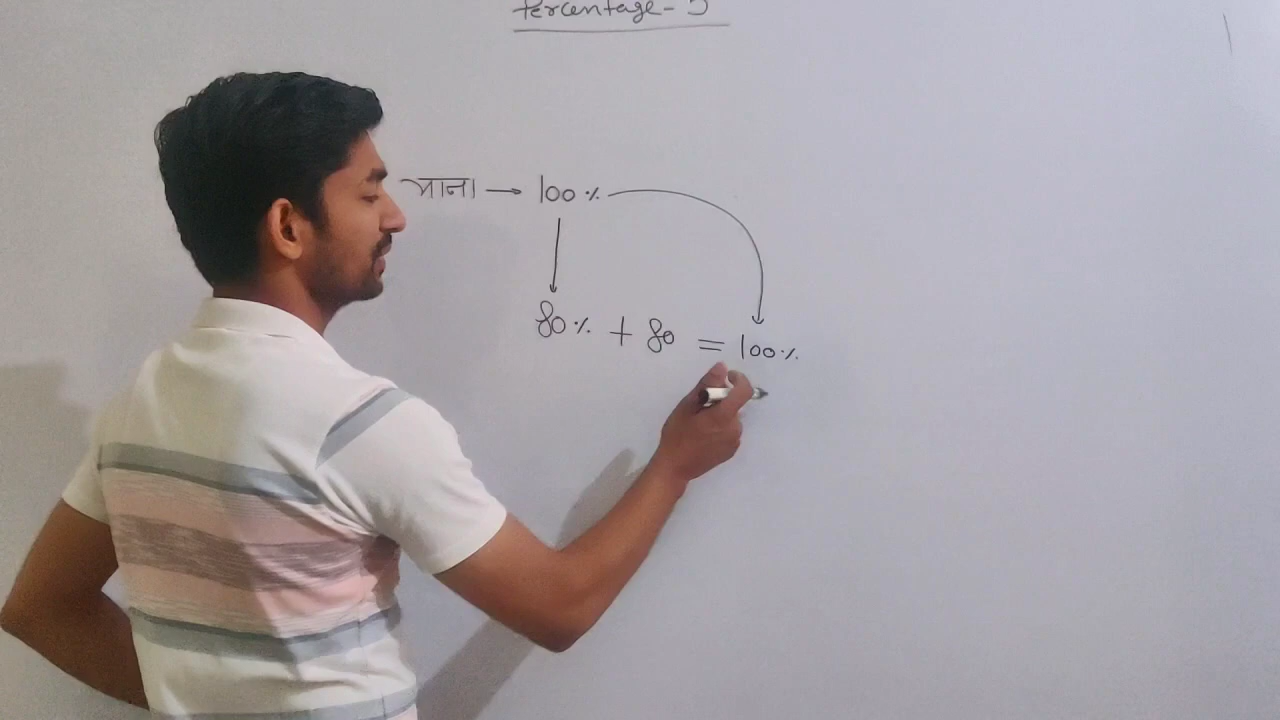 Percentage - 5
माना → 100 %
80 % + 80 = 100 %